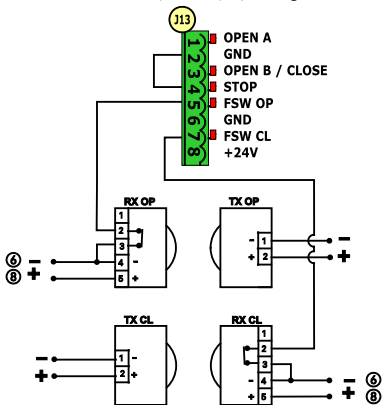 J13
1 OPEN A
2 GND
3 OPEN B / CLOSE
4 STOP
5 FSW OP
6 GND
7 FSW CL
8 +24V
RX OP
TX OP
1
2
3
4 -
5 +
⑥ -
⑧ +
- 1
+ 2
-
+
TX CL
RX CL
-
+
1 -
2 +
1
2
3
- 4
+ 5
- ⑥
+ ⑧